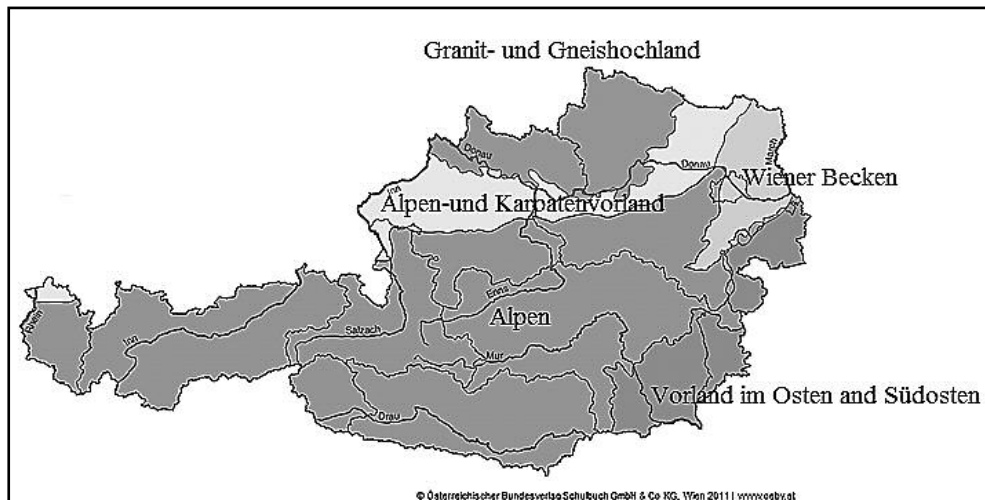 Granit- und Gneishochland
Donau
March
Donau
Wiener Becken
Inn
Alpen-und Karpatenvorland
Rhein
Enns
Alpen
Inn
Salzach
Mur
Vorland im Osten and Südosten
Drau
© Österreichischer Bundesverlag Schulbuch GmbH & Co KG, Wien 2011 | www.oebv.at